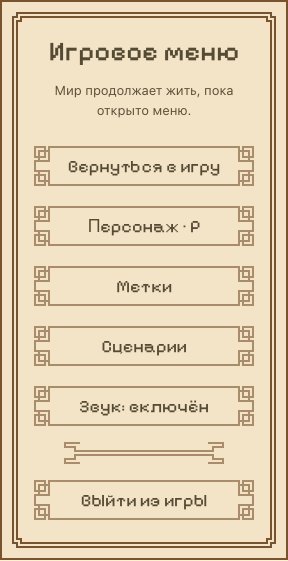 Игровое меню
Мир продолжает жить, пока
открыто меню.
Вернуться в игру
Персонаж · P
Метки
Сценарии
Звук: включён
Выйти из игры